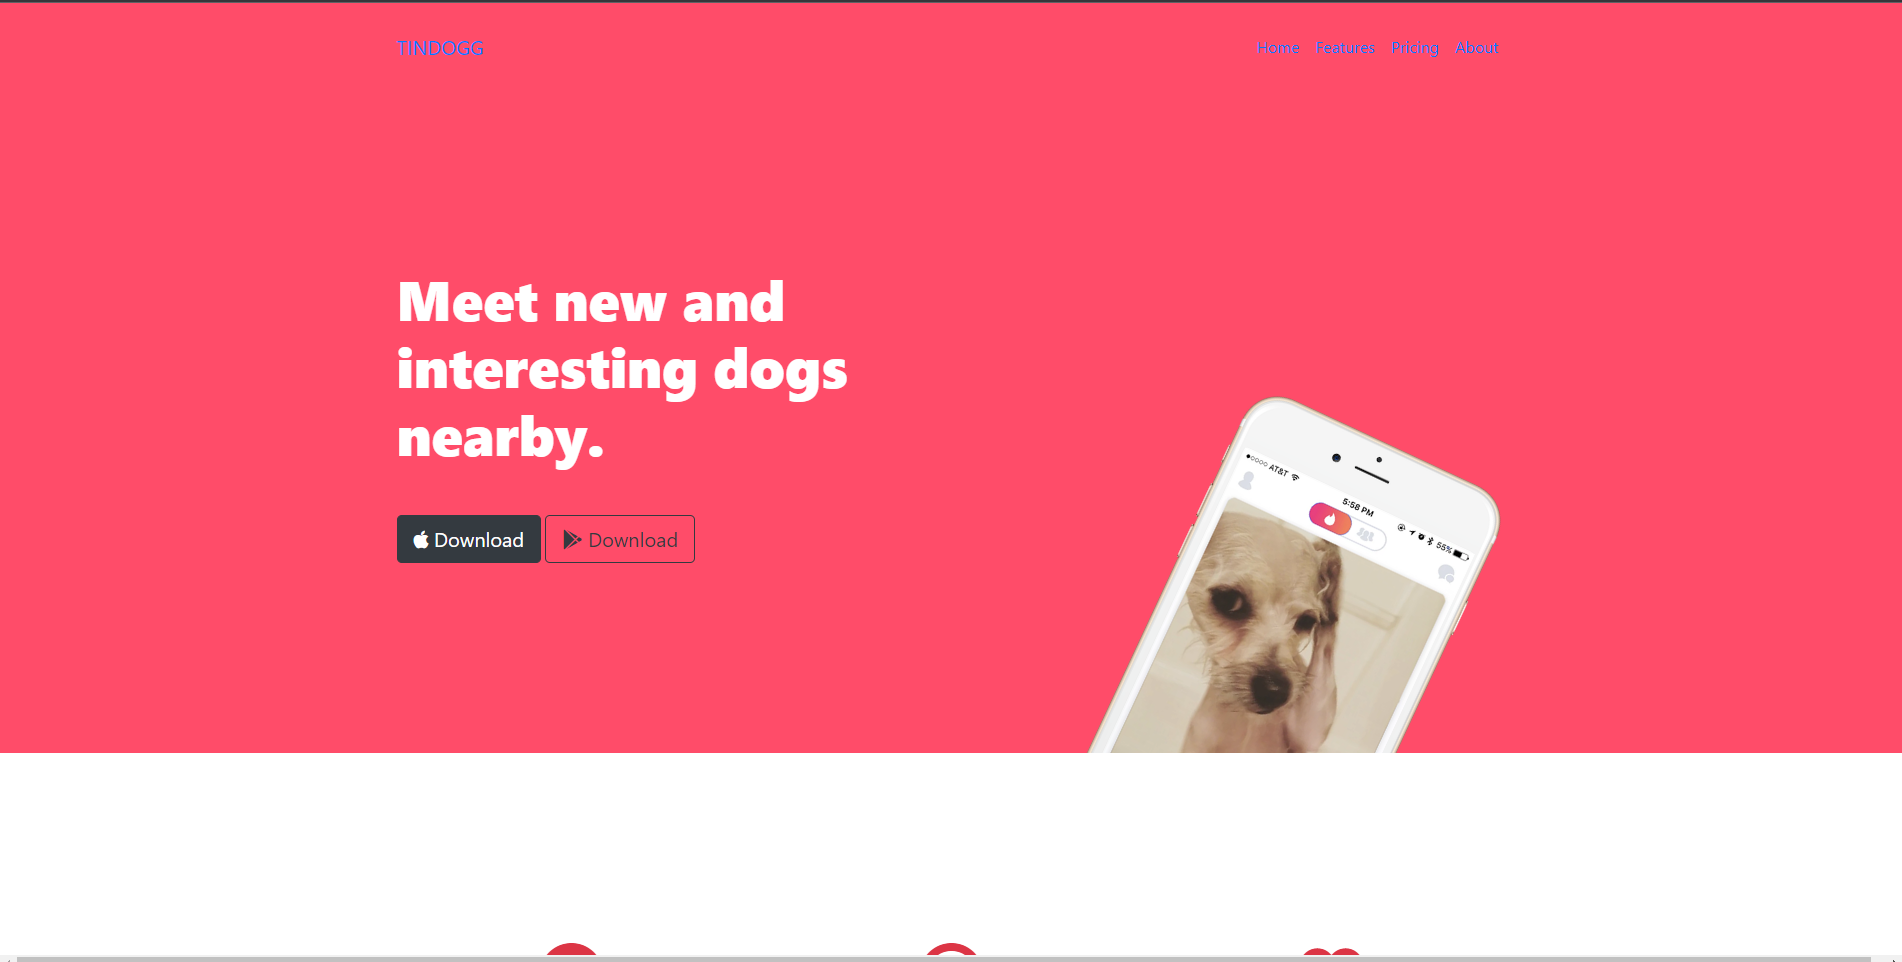 TINDOGG
Home Features Pricing About
Meet new and
interesting dogs
nearby.
Download Download
AT&T
5:58 PM
55%